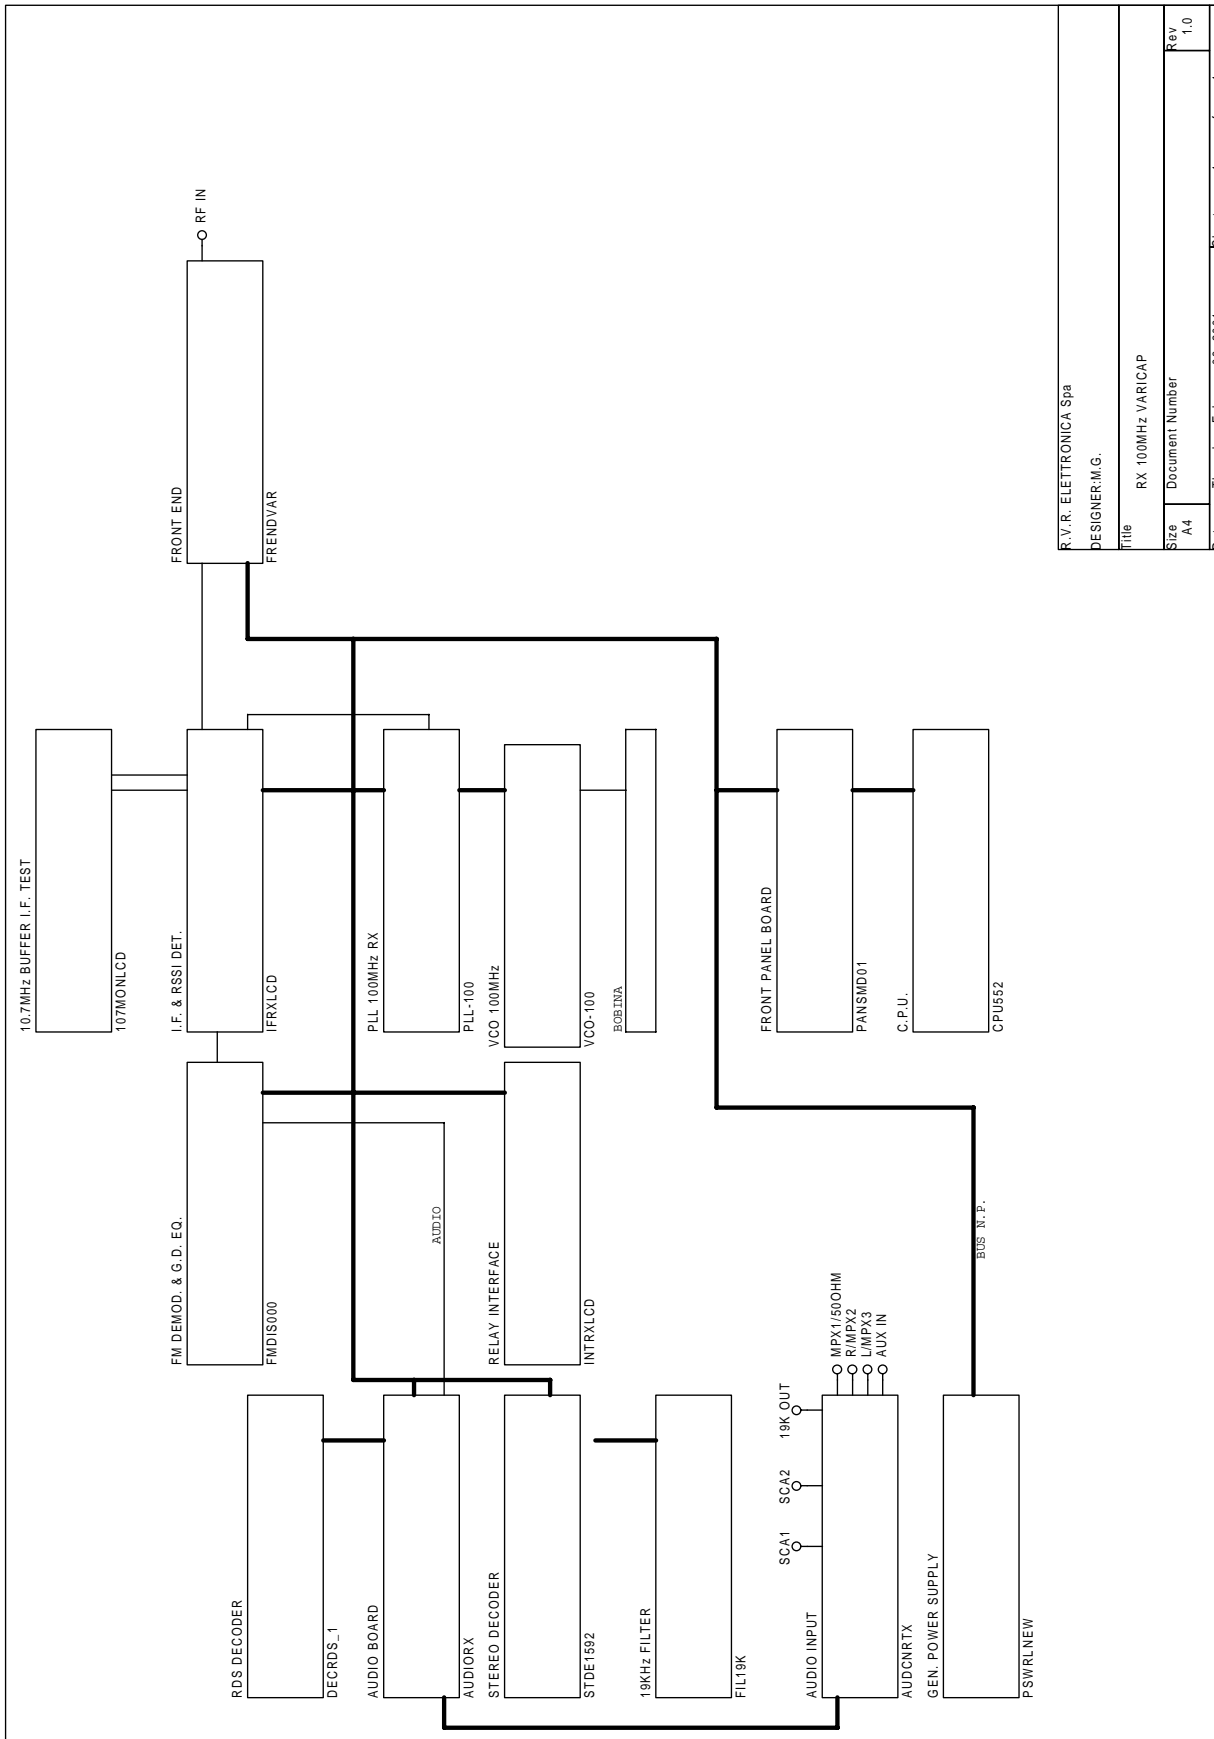 10.7MHz BUFFER I.F. TEST
107MONLCD
FRONT END
FRENDVAR
RF IN
I.F. & RSSI DET.
IFRXLCD
FM DEMOD. & G.D. EQ.
FMDIS000
PLL 100MHz RX
PLL-100
VCO 100MHz
VCO-100
BOBINA
RELAY INTERFACE
INTRXLCD
AUDIO
RDS DECODER
DECRDS_1
AUDIO BOARD
AUDIORX
STEREO DECODER
STDE1592
19KHz FILTER
FIL19K
FRONT PANEL BOARD
PANSMD01
C.P.U.
CPU552
SCA1
SCA2
19K OUT
MPX1/50OHM
R/MPX2
L/MPX3
AUX IN
AUDIO INPUT
AUDCNRTX
GEN. POWER SUPPLY
PSWRLNEW
BUS N.P.
R.V.R. ELETTRONICA Spa
DESIGNER:M.G.
Title
RX 100MHz VARICAP
Size
A4
Document Number
Rev
1.0